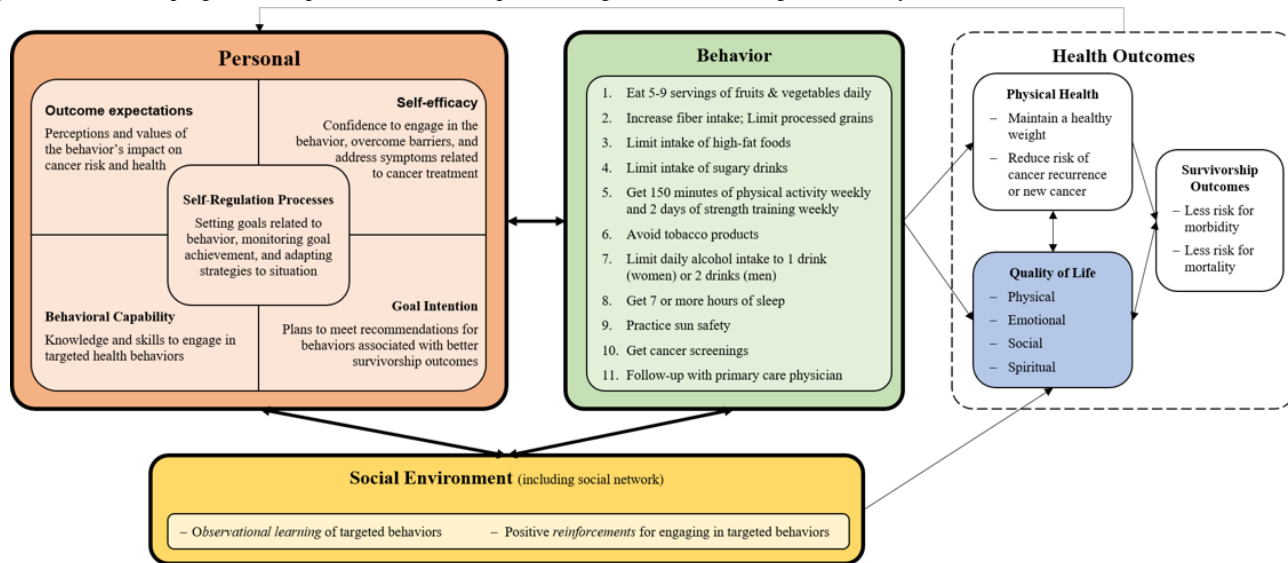 Personal
Outcome expectations
Perceptions and values of
the behavior's impact on
cancer risk and health
Self-efficacy
Confidence to engage in the
behavior, overcome barriers, and
address symptoms related
to cancer treatment
Self-Regulation Processes
Setting goals related to
behavior, monitoring goal
achievement, and adapting
strategies to situation
Behavioral Capability
Knowledge and skills to engage in
targeted health behaviors
Goal Intention
Plans to meet recommendations for
behaviors associated with better
survivorship outcomes
Behavior
1. Eat 5-9 servings of fruits & vegetables daily
2. Increase fiber intake; Limit processed grains
3. Limit intake of high-fat foods
4. Limit intake of sugary drinks
5. Get 150 minutes of physical activity weekly
and 2 days of strength training weekly
6. Avoid tobacco products
7. Limit daily alcohol intake to 1 drink
(women) or 2 drinks (men)
8. Get 7 or more hours of sleep
9. Practice sun safety
10. Get cancer screenings
11. Follow-up with primary care physician
Health Outcomes
Physical Health
– Maintain a healthy
weight
– Reduce risk of
cancer recurrence
or new cancer
Quality of Life
– Physical
– Emotional
– Social
– Spiritual
Survivorship
Outcomes
– Less risk for
morbidity
– Less risk for
mortality
Social Environment (including social network)
– Observational learning of targeted behaviors
– Positive reinforcements for engaging in targeted behaviors